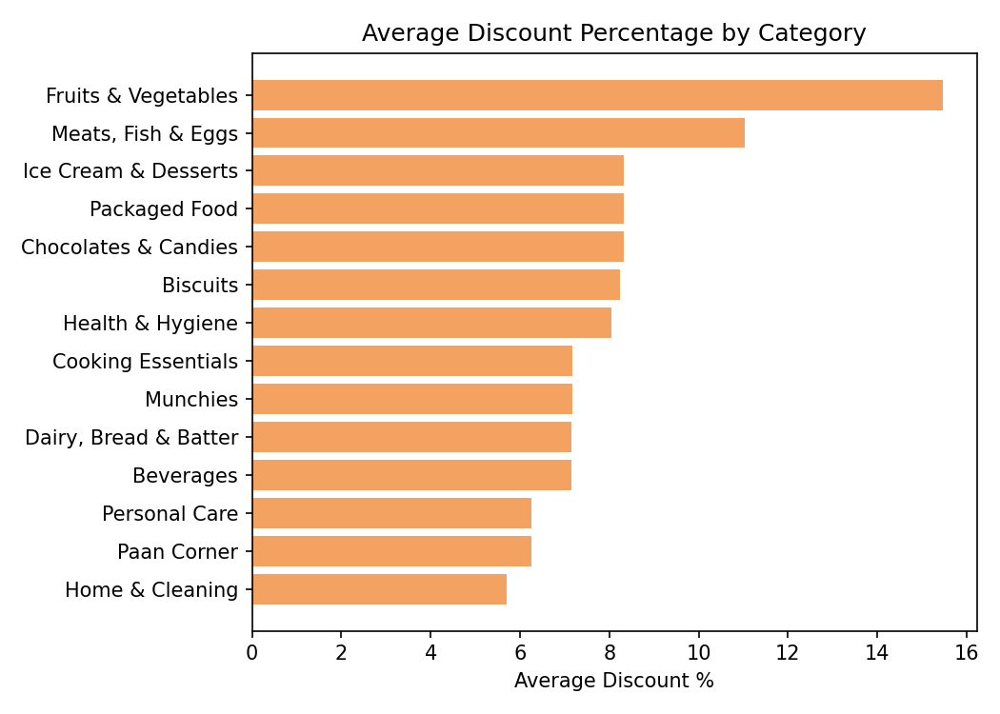 Average Discount Percentage by Category
Fruits & Vegetables
Meats, Fish & Eggs
Ice Cream & Desserts
Packaged Food
Chocolates & Candies
Biscuits
Health & Hygiene
Cooking Essentials
Munchies
Dairy, Bread & Batter
Beverages
Personal Care
Paan Corner
Home & Cleaning
0 2 4 6 8 10 12 14 16
Average Discount %